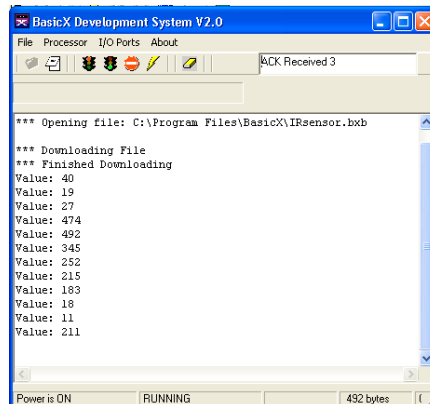 BasicX Development System V2.0
File Processor I/O Ports About
ACK Received 3
*** Opening file: C:\Program Files\BasicX\IRsensor.bxb
*** Downloading File
*** Finished Downloading
Value: 40
Value: 19
Value: 27
Value: 474
Value: 492
Value: 345
Value: 252
Value: 215
Value: 183
Value: 18
Value: 11
Value: 211
Power is ON RUNNING 492 bytes (